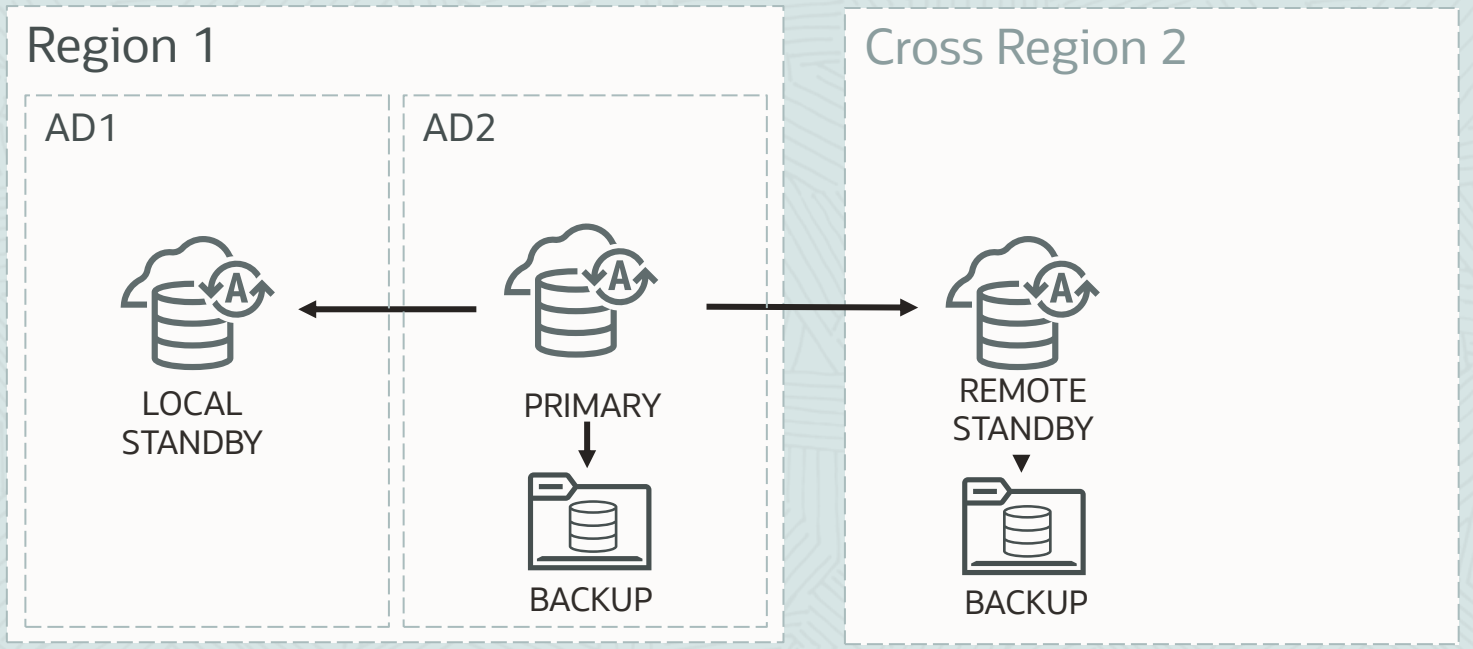 Region 1
AD1
A
LOCAL
STANDBY
AD2
A
PRIMARY
BACKUP
Cross Region 2
A
REMOTE
STANDBY
BACKUP